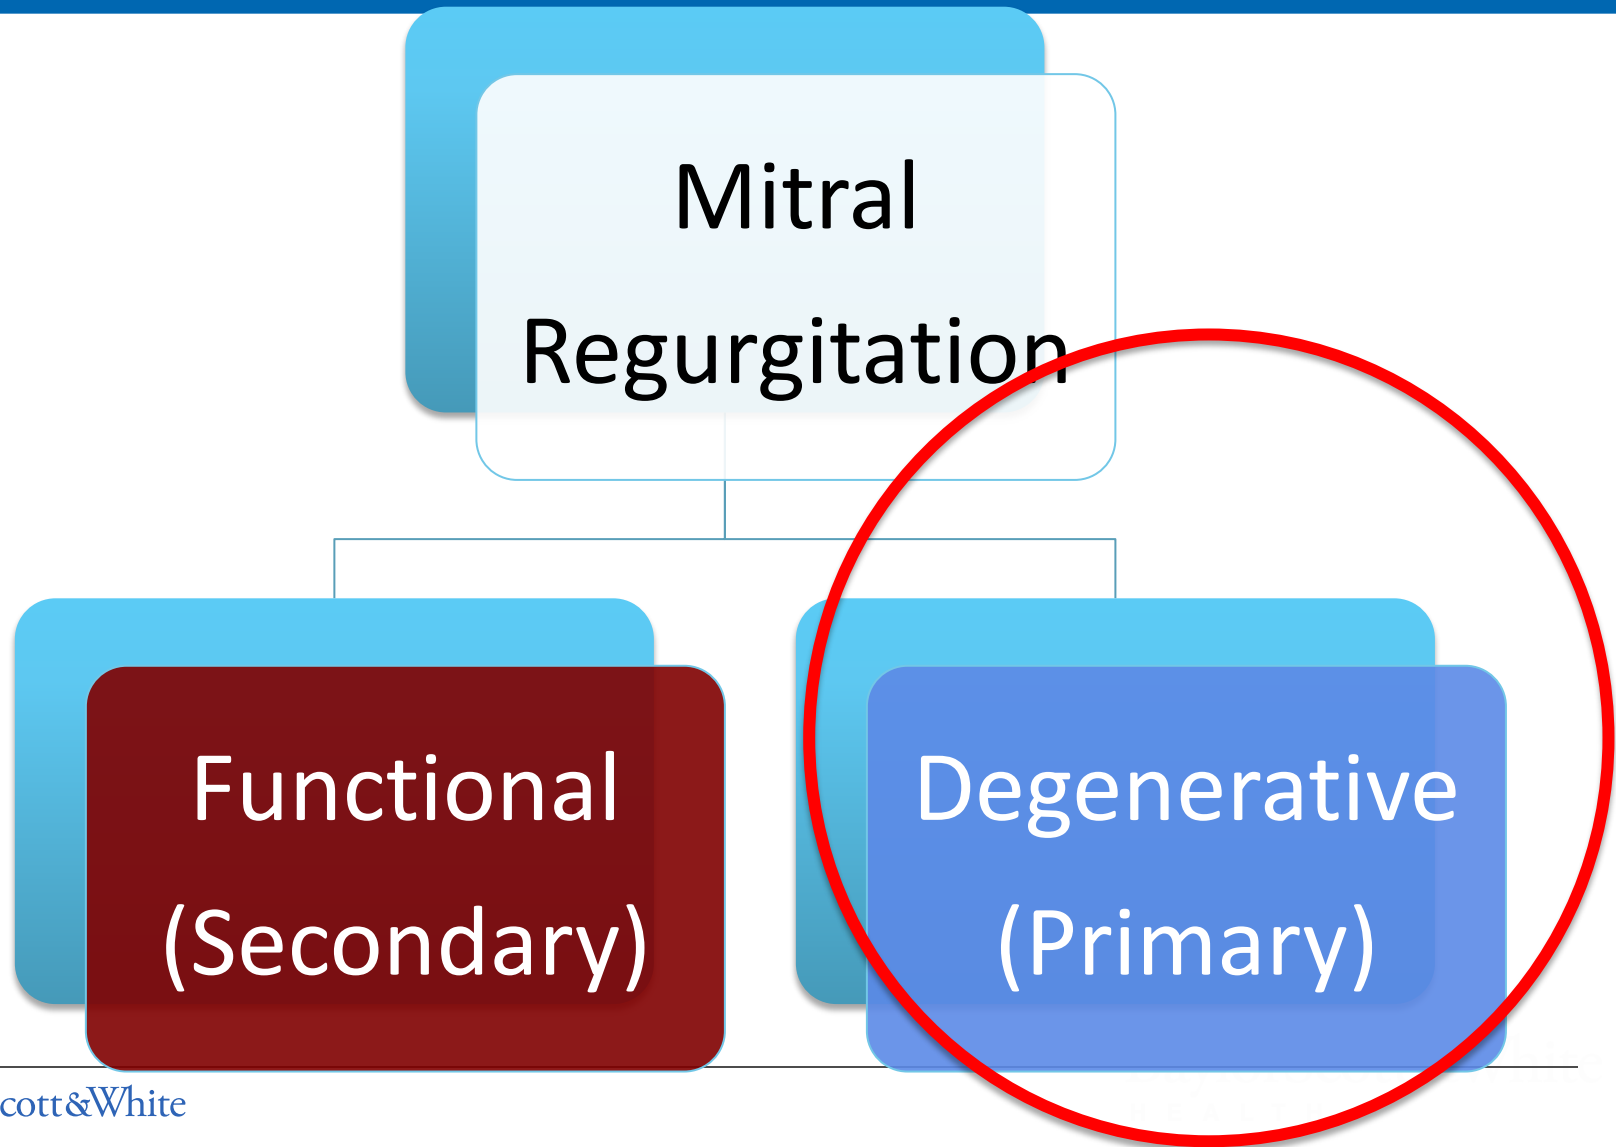 Mitral
Regurgitation
Functional
(Secondary)
Degenerative
(Primary)
cott&White